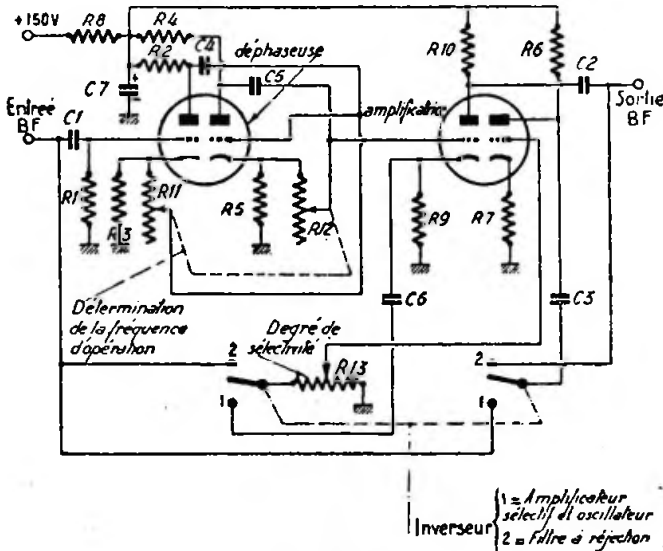 +150V
R8
R4
R2
C4
C5
C7
déphaseuse
R10
R6
C2
Entrée
BF
C1
amplificatrice
Sortie
BF
R1
R3
R11
R5
R12
R9
R7
C6
C3
Détermination
de la fréquence
d'opération
Degré de
sélectivité
R13
2
1
2
1
Inverseur
1 = Amplificateur
sélectif et oscillateur
2 = Filtre à réjection